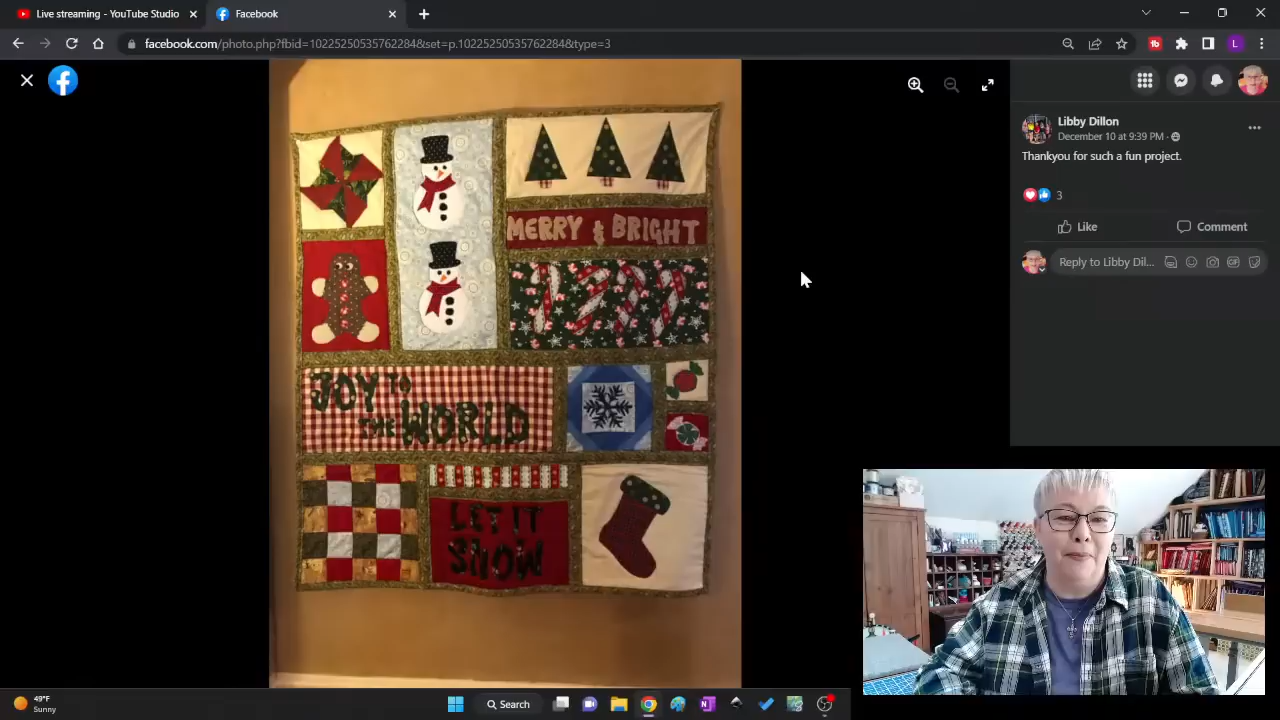 Live streaming - YouTube Studio
Facebook
facebook.com/photo.php?fbid=10225250535762284&set=p.10225250535762284&type=3
L
Libby Dillon
December 10 at 9:39 PM
Thankyou for such a fun project.
3
Like
Comment
Reply to Libby Dil...
GIF
MERRY & BRIGHT
JOY TO
THE WORLD
LET IT
SNOW
49°F
Sunny
Search